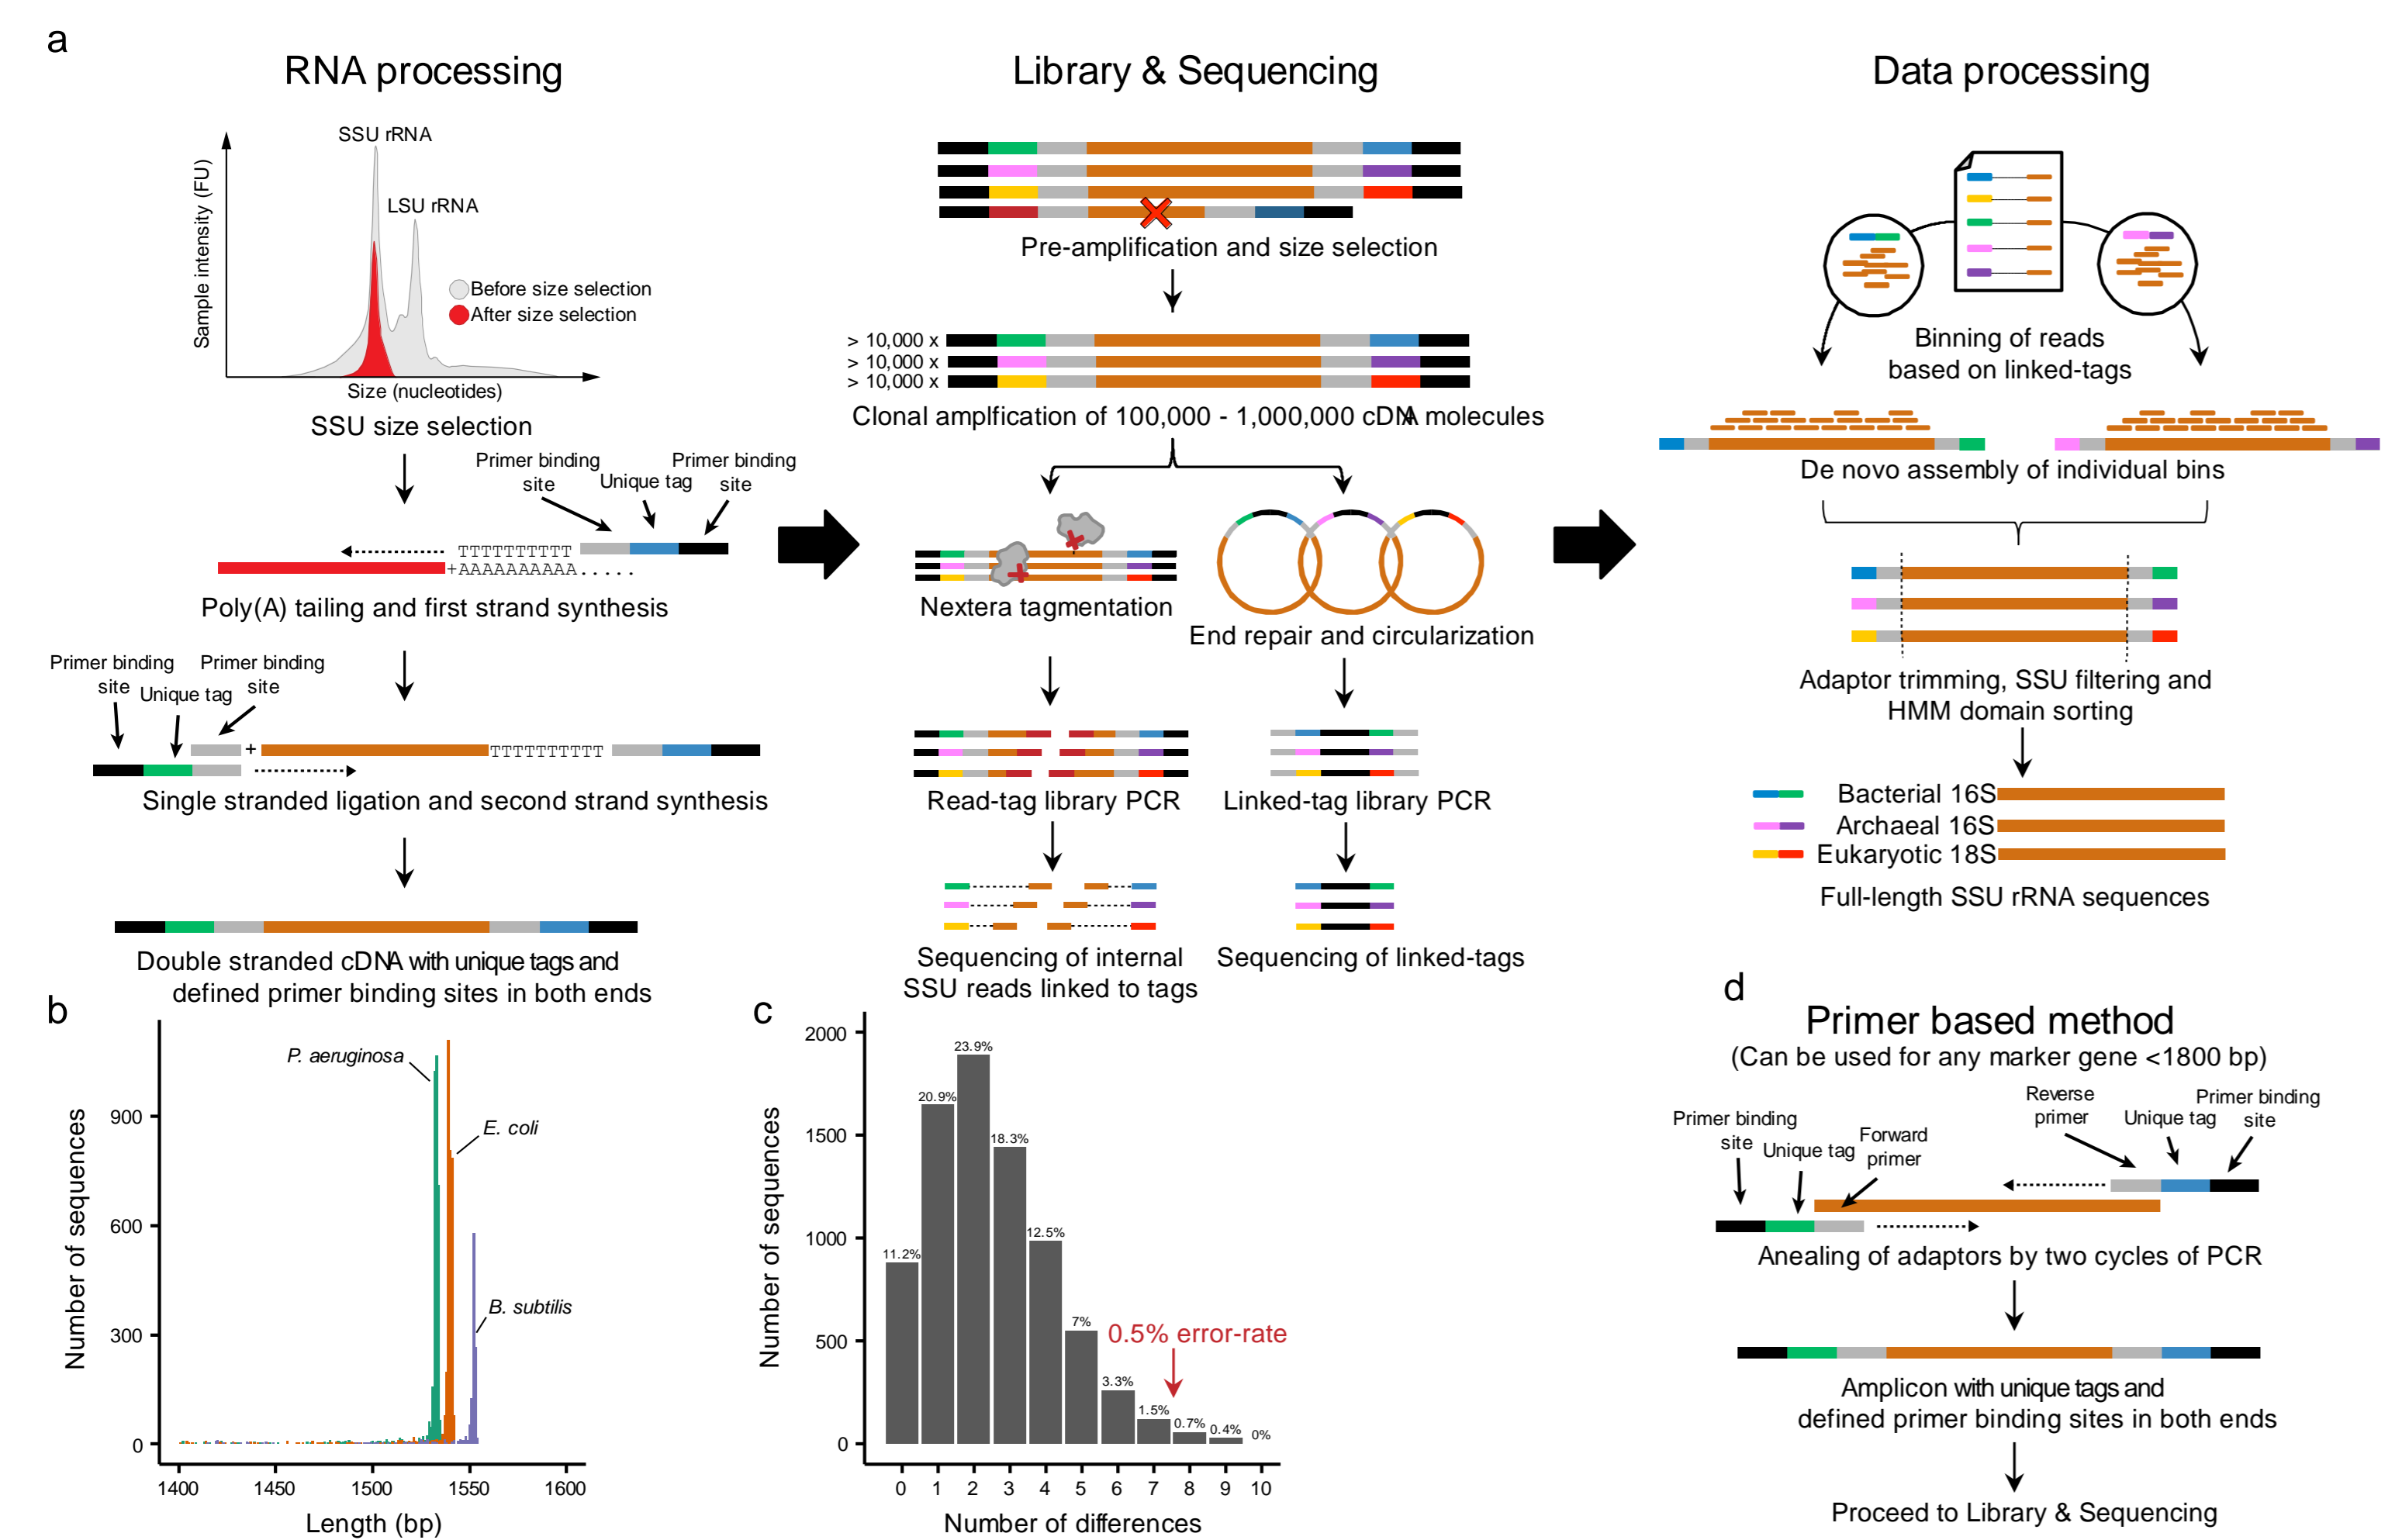 a
RNA processing
SSU rRNA
LSU rRNA
Sample intensity (FU)
Before size selection
After size selection
Size (nucleotides)
SSU size selection
Primer binding
site
Unique tag
Primer binding
site
TTTTTTTTTT
+AAAAAAAAAA.....
Poly(A) tailing and first strand synthesis
Primer binding
site
Unique tag
Primer binding
site
+
TTTTTTTTTT
Single stranded ligation and second strand synthesis
Double stranded cDNA with unique tags and
defined primer binding sites in both ends
Library & Sequencing
Pre-amplification and size selection
> 10,000 x
> 10,000 x
> 10,000 x
Clonal amplfication of 100,000 - 1,000,000 cDNA molecules
Nextera tagmentation
End repair and circularization
Read-tag library PCR
Linked-tag library PCR
Sequencing of internal
SSU reads linked to tags
Sequencing of linked-tags
Data processing
Binning of reads
based on linked-tags
De novo assembly of individual bins
Adaptor trimming, SSU filtering and
HMM domain sorting
Bacterial 16S
Archaeal 16S
Eukaryotic 18S
Full-length SSU rRNA sequences
b
Number of sequences
900
600
300
0
P. aeruginosa
E. coli
B. subtilis
1400 1450 1500 1550 1600
Length (bp)
c
Number of sequences
2000
1500
1000
500
0
11.2%
20.9%
23.9%
18.3%
12.5%
7%
3.3%
1.5%
0.7%
0.4%
0%
0.5% error-rate
0 1 2 3 4 5 6 7 8 9 10
Number of differences
d
Primer based method
(Can be used for any marker gene <1800 bp)
Primer binding
site
Unique tag
Forward
primer
Reverse
primer
Unique tag
Primer binding
site
Anealing of adaptors by two cycles of PCR
Amplicon with unique tags and
defined primer binding sites in both ends
Proceed to Library & Sequencing